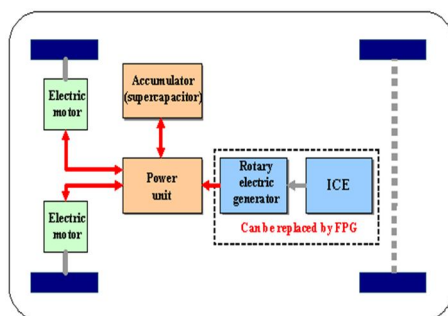 Electric
motor
Accumulator
(supercapacitor)
Power
unit
Rotary
electric
generator
ICE
Can be replaced by FPG
Electric
motor